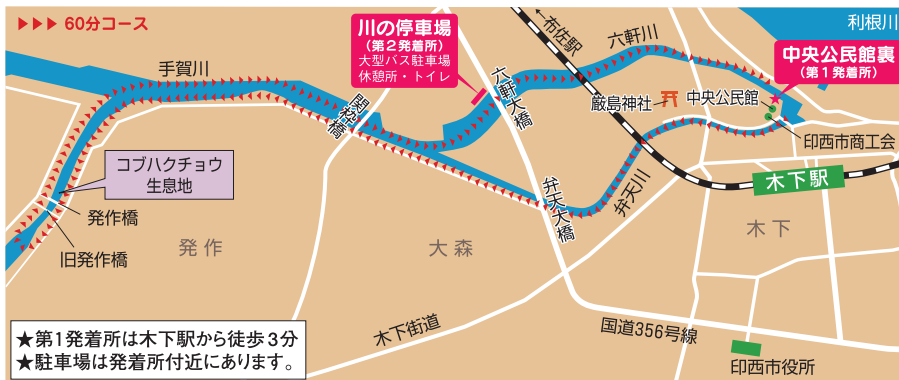 ▶▶▶ 60分コース
川の停車場
(第2発着所)
大型バス駐車場
休憩所・トイレ
←布佐駅
六軒川
利根川
中央公民館裏
(第1発着所)
手賀川
関枠橋
六軒大橋
厳島神社
中央公民館
印西市商工会
コブハクチョウ
生息地
発作橋
旧発作橋
発作
大森
弁天大橋
弁天川
木下駅
木下
木下街道
国道356号線
印西市役所
★第1発着所は木下駅から徒歩3分
★駐車場は発着所付近にあります。